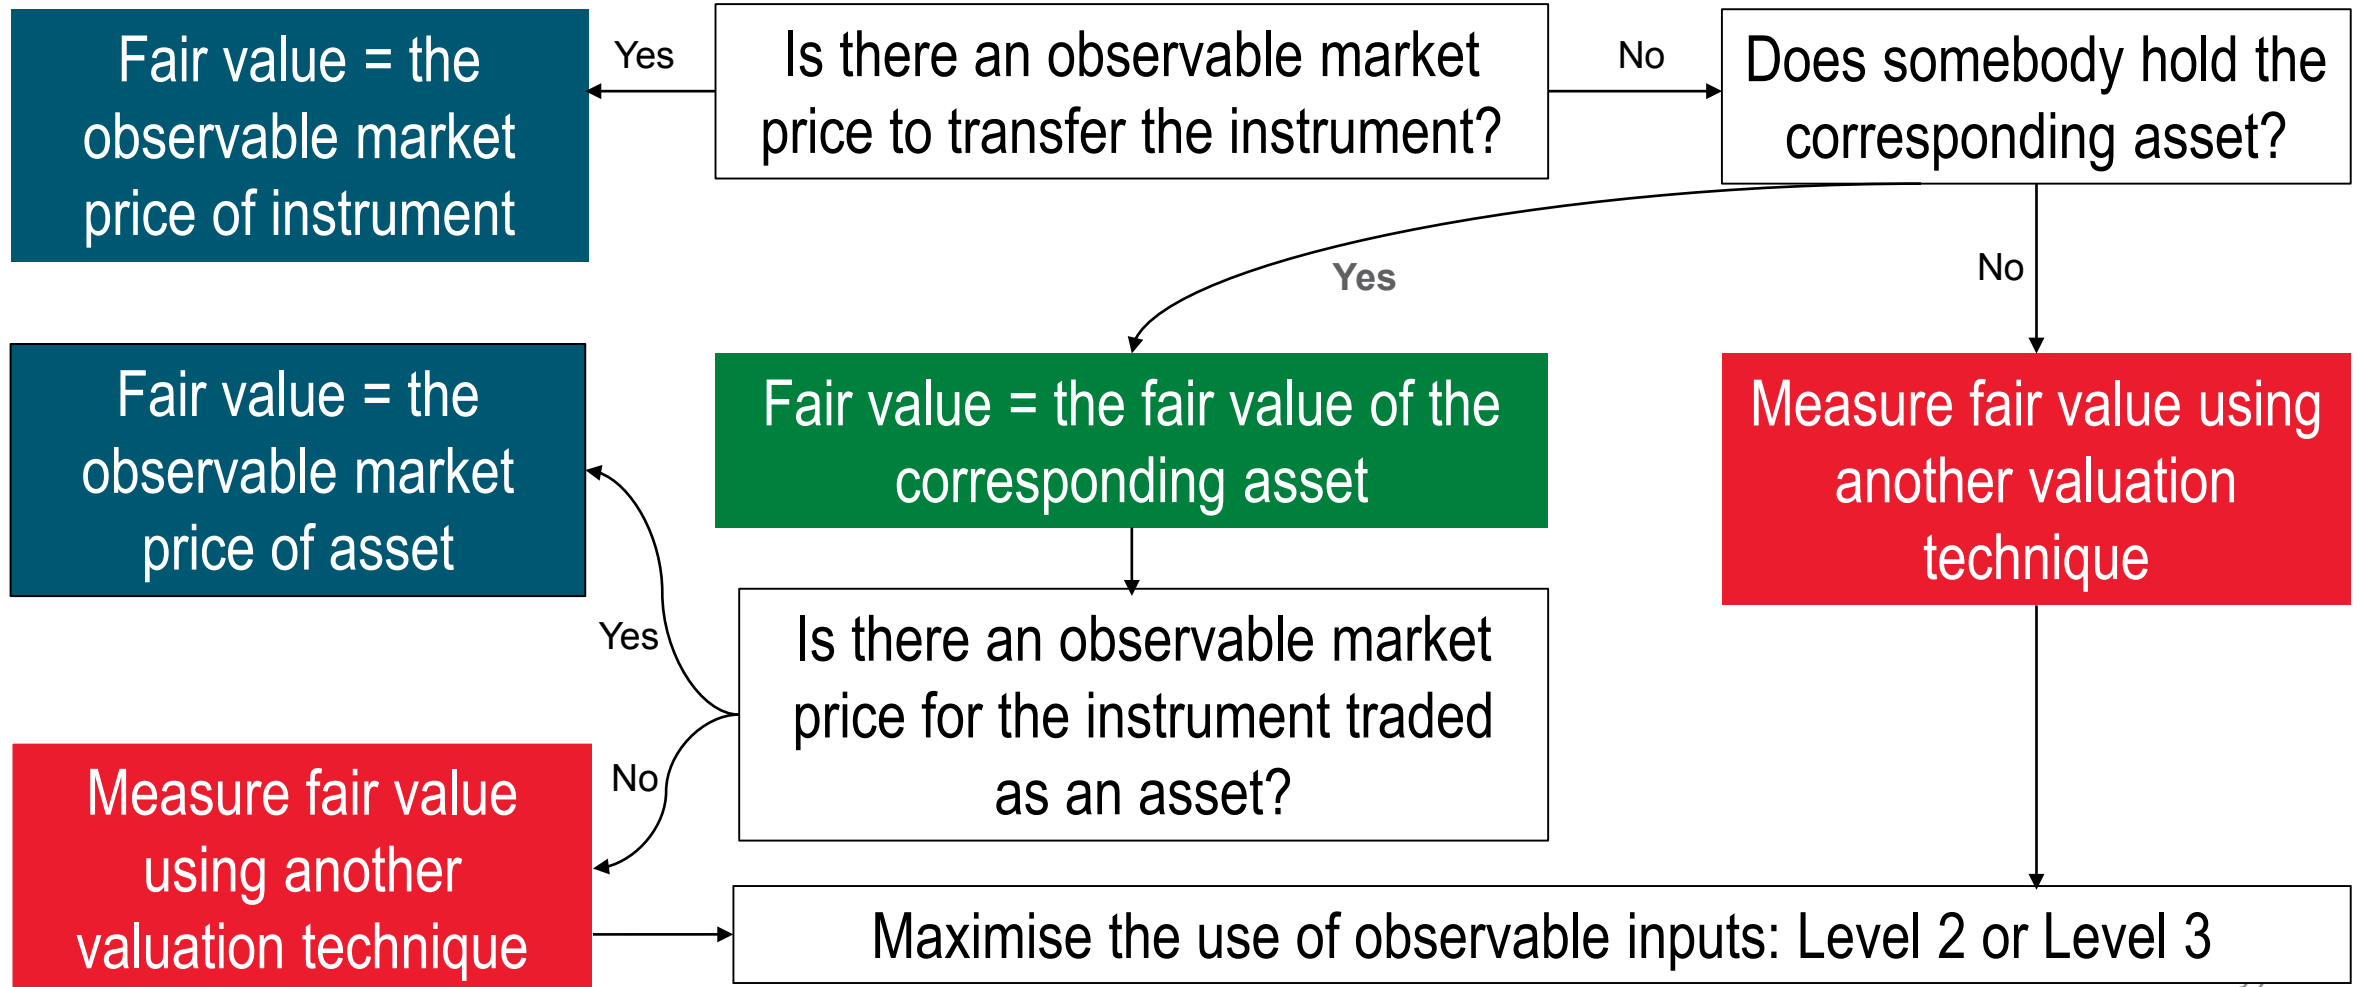 Fair value = the
observable market
price of instrument
Yes
Is there an observable market
price to transfer the instrument?
No
Does somebody hold the
corresponding asset?
Yes
No
Fair value = the
observable market
price of asset
Fair value = the fair value of the
corresponding asset
Measure fair value using
another valuation
technique
Yes
Is there an observable market
price for the instrument traded
as an asset?
No
Measure fair value
using another
valuation technique
Maximise the use of observable inputs: Level 2 or Level 3